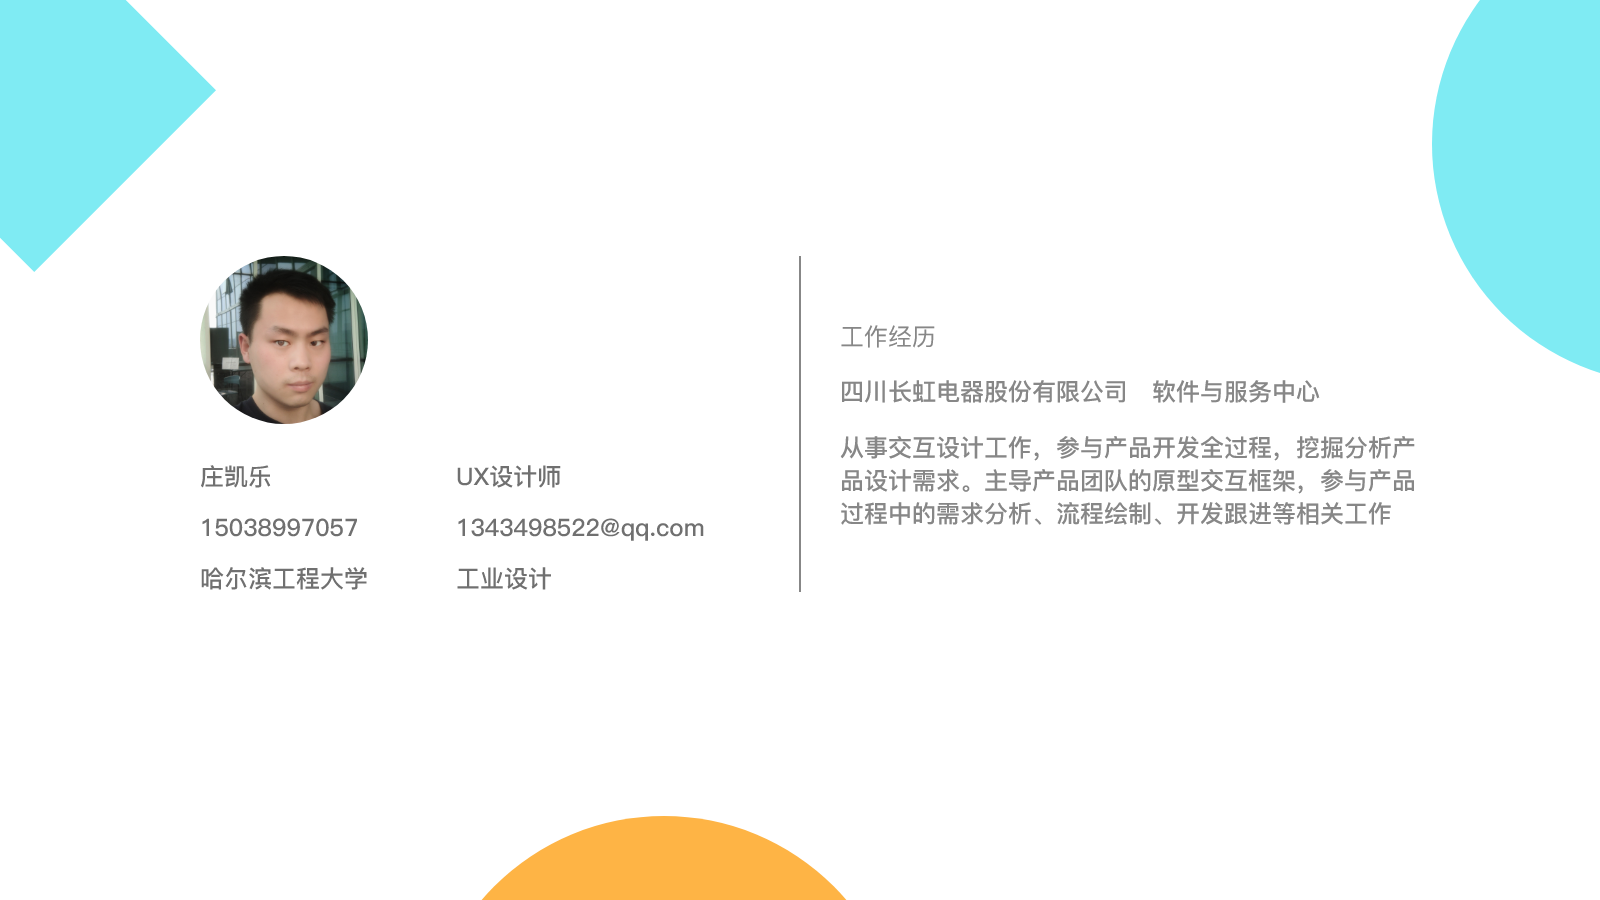 庄凯乐
UX设计师
15038997057
1343498522@qq.com
哈尔滨工程大学
工业设计
工作经历
四川长虹电器股份有限公司　软件与服务中心
从事交互设计工作，参与产品开发全过程，挖掘分析产
品设计需求。主导产品团队的原型交互框架，参与产品
过程中的需求分析、流程绘制、开发跟进等相关工作